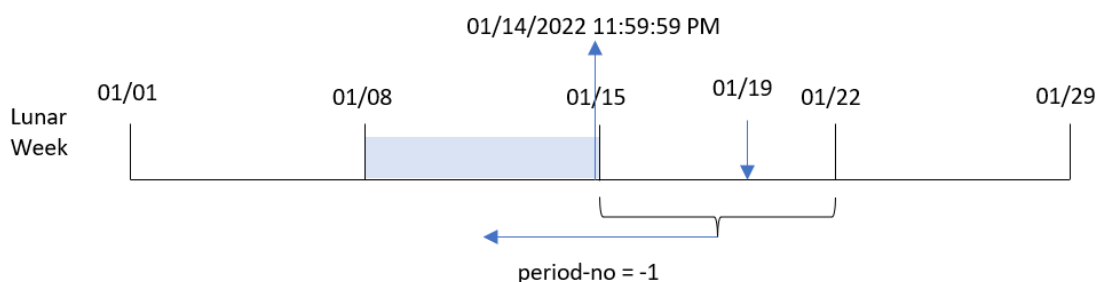 01/14/2022 11:59:59 PM
01/01
01/08
01/15
01/19
01/22
01/29
Lunar
Week
period-no = -1